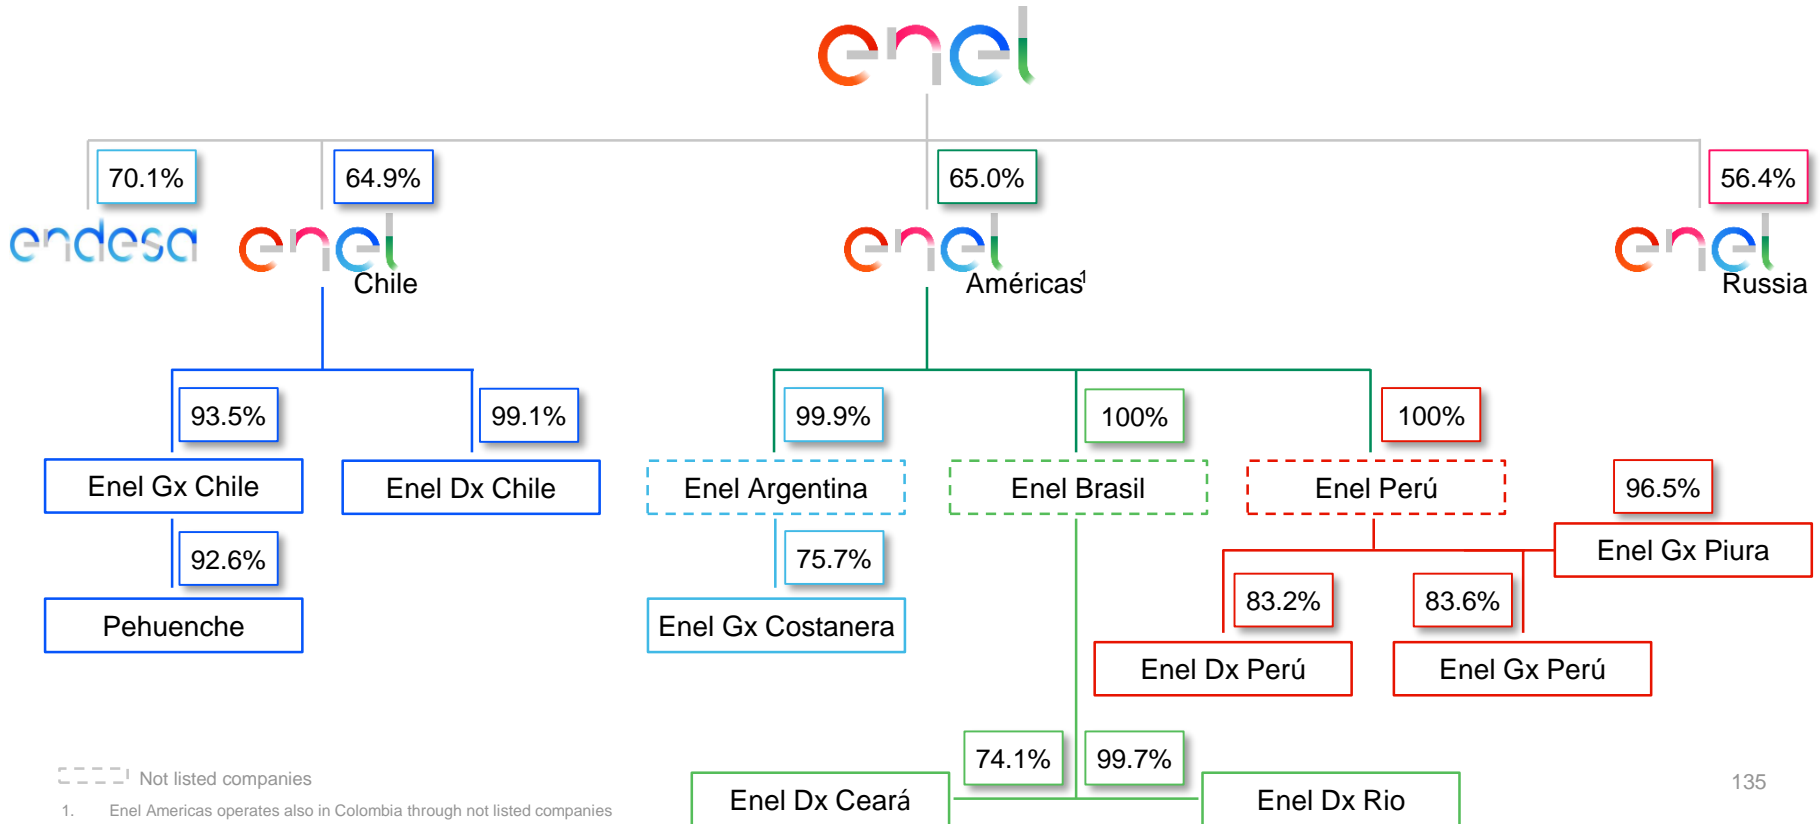 enel
70.1%
64.9%
65.0%
56.4%
endesa
enel
Chile
enel
Américas¹
enel
Russia
93.5%
99.1%
99.9%
100%
100%
Enel Gx Chile
Enel Dx Chile
Enel Argentina
Enel Brasil
Enel Perú
96.5%
Enel Gx Piura
92.6%
75.7%
Pehuenche
Enel Gx Costanera
83.2%
83.6%
Enel Dx Perú
Enel Gx Perú
74.1%
99.7%
Enel Dx Ceará
Enel Dx Rio
Not listed companies
1. Enel Americas operates also in Colombia through not listed companies
135